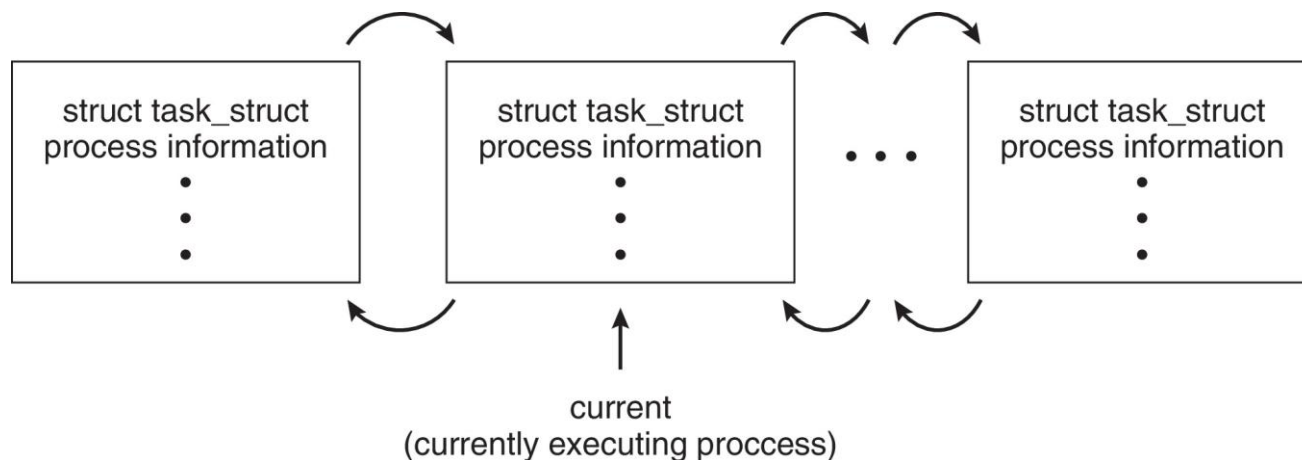 struct task_struct
process information
struct task_struct
process information
struct task_struct
process information
current
(currently executing proccess)